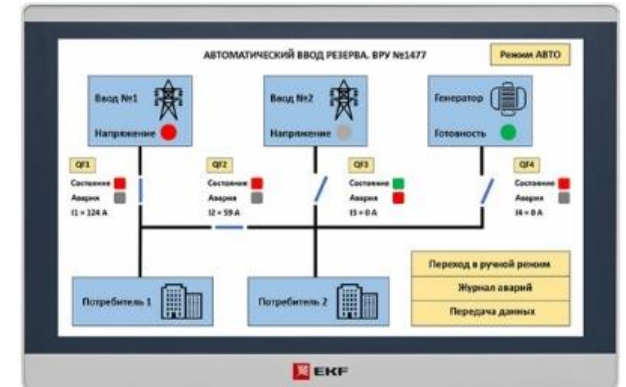 АВТОМАТИЧЕСКИЙ ВВОД РЕЗЕРВА. ВРУ №1477
Режим АВТО
Ввод №1
Напряжение
Ввод №2
Напряжение
Генератор
Готовность
QF1
Состояние
Авария
I1 = 124 А
QF2
Состояние
Авария
I2 = 59 А
QF3
Состояние
Авария
I3 = 0 А
QF4
Состояние
Авария
I4 = 0 А
Потребитель 1
Потребитель 2
Переход в ручной режим
Журнал аварий
Передача данных
EKF